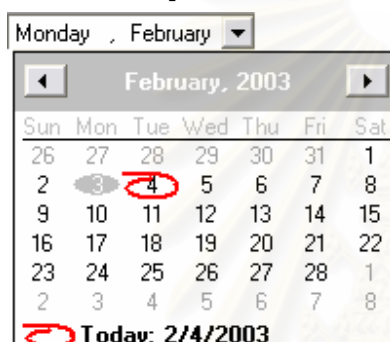 Monday , February
February, 2003
Sun Mon Tue Wed Thu Fri Sat
26 27 28 29 30 31 1
2 3 4 5 6 7 8
9 10 11 12 13 14 15
16 17 18 19 20 21 22
23 24 25 26 27 28 1
2 3 4 5 6 7 8
Today: 2/4/2003